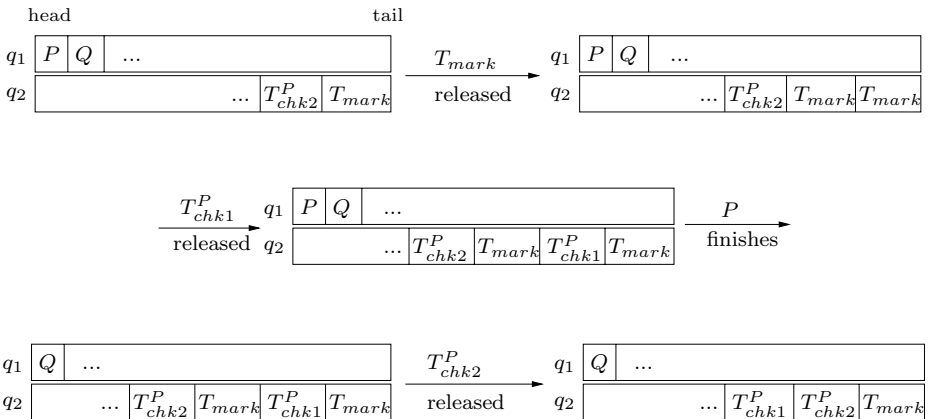 head tail
q1 P Q ... T_mark q1 P Q ...
q2 ... T^P_chk2 T_mark released q2 ... T^P_chk2 T_mark T_mark
T^P_chk1 q1 P Q ... P
released q2 ... T^P_chk2 T_mark T^P_chk1 T_mark finishes
q1 Q ... T^P_chk2 q1 Q ...
q2 ... T^P_chk2 T_mark T^P_chk1 T_mark released q2 ... T^P_chk1 T^P_chk2 T_mark